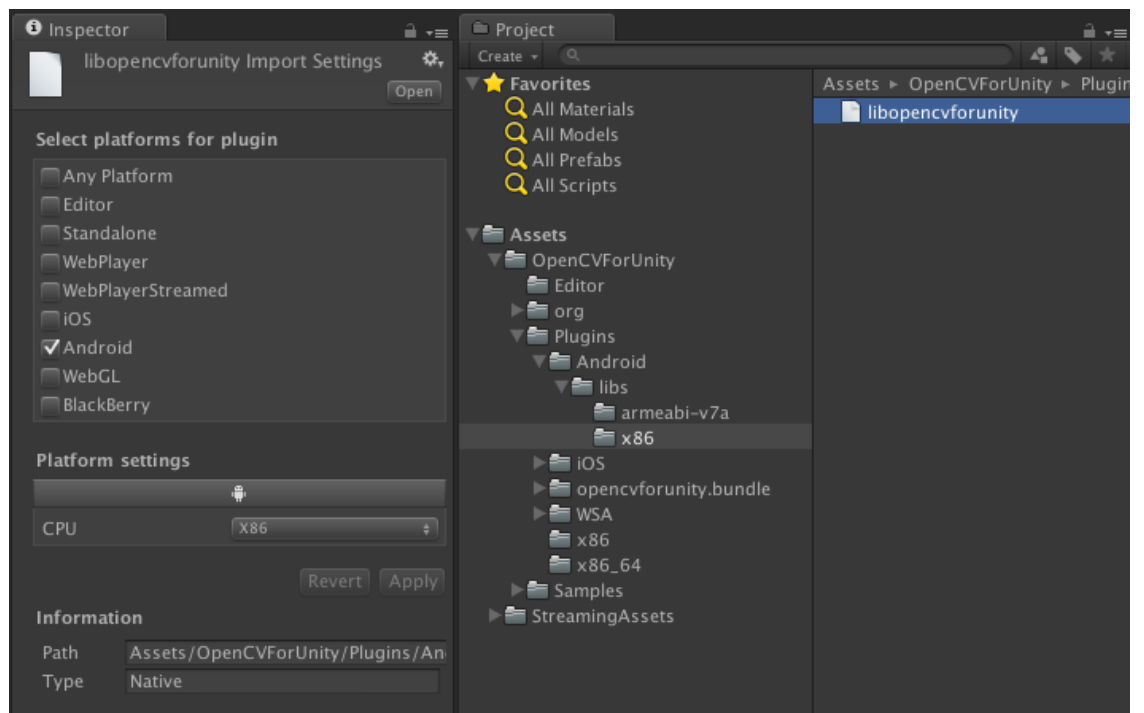 Inspector
libopencvforunity Import Settings
Open
Select platforms for plugin
Any Platform
Editor
Standalone
WebPlayer
WebPlayerStreamed
iOS
Android
WebGL
BlackBerry
Platform settings
CPU X86
Revert Apply
Information
Path Assets/OpenCVForUnity/Plugins/An
Type Native
Project
Create
Favorites
All Materials
All Models
All Prefabs
All Scripts
Assets
OpenCVForUnity
Editor
org
Plugins
Android
libs
armeabi-v7a
x86
iOS
opencvforunity.bundle
WSA
x86
x86_64
Samples
StreamingAssets
Assets OpenCVForUnity Plugin
libopencvforunity